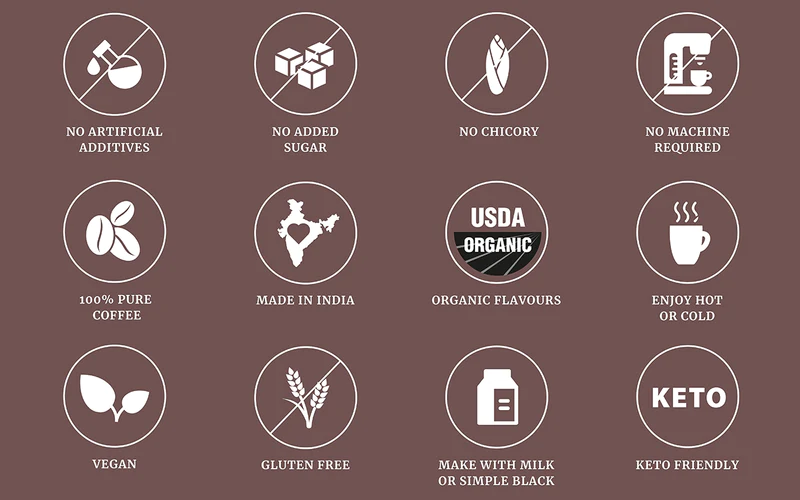 NO ARTIFICIAL
ADDITIVES
NO ADDED
SUGAR
NO CHICORY
NO MACHINE
REQUIRED
100% PURE
COFFEE
MADE IN INDIA
USDA
ORGANIC
ORGANIC FLAVOURS
ENJOY HOT
OR COLD
VEGAN
GLUTEN FREE
MAKE WITH MILK
OR SIMPLE BLACK
KETO
KETO FRIENDLY